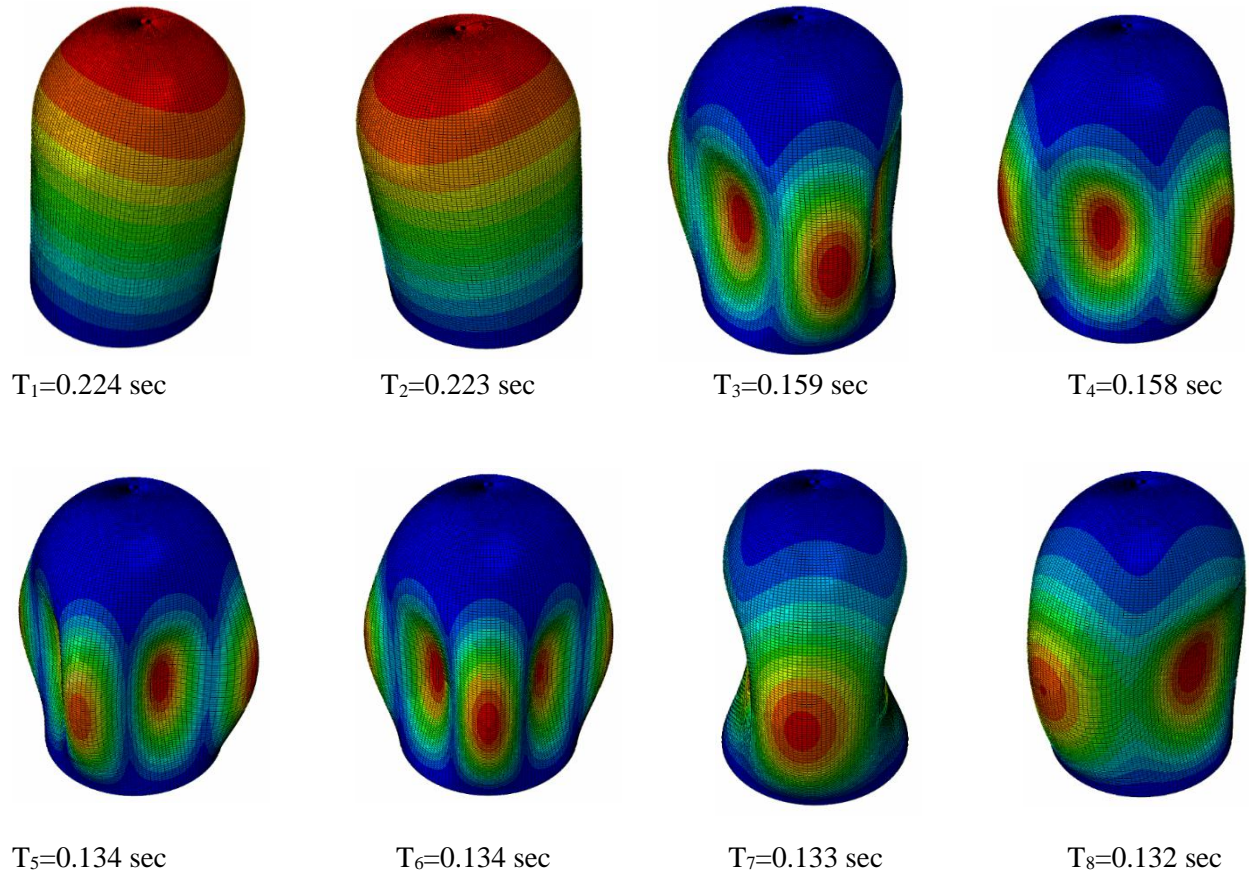 T₁=0.224 sec
T₂=0.223 sec
T₃=0.159 sec
T₄=0.158 sec
T₅=0.134 sec
T₆=0.134 sec
T₇=0.133 sec
T₈=0.132 sec